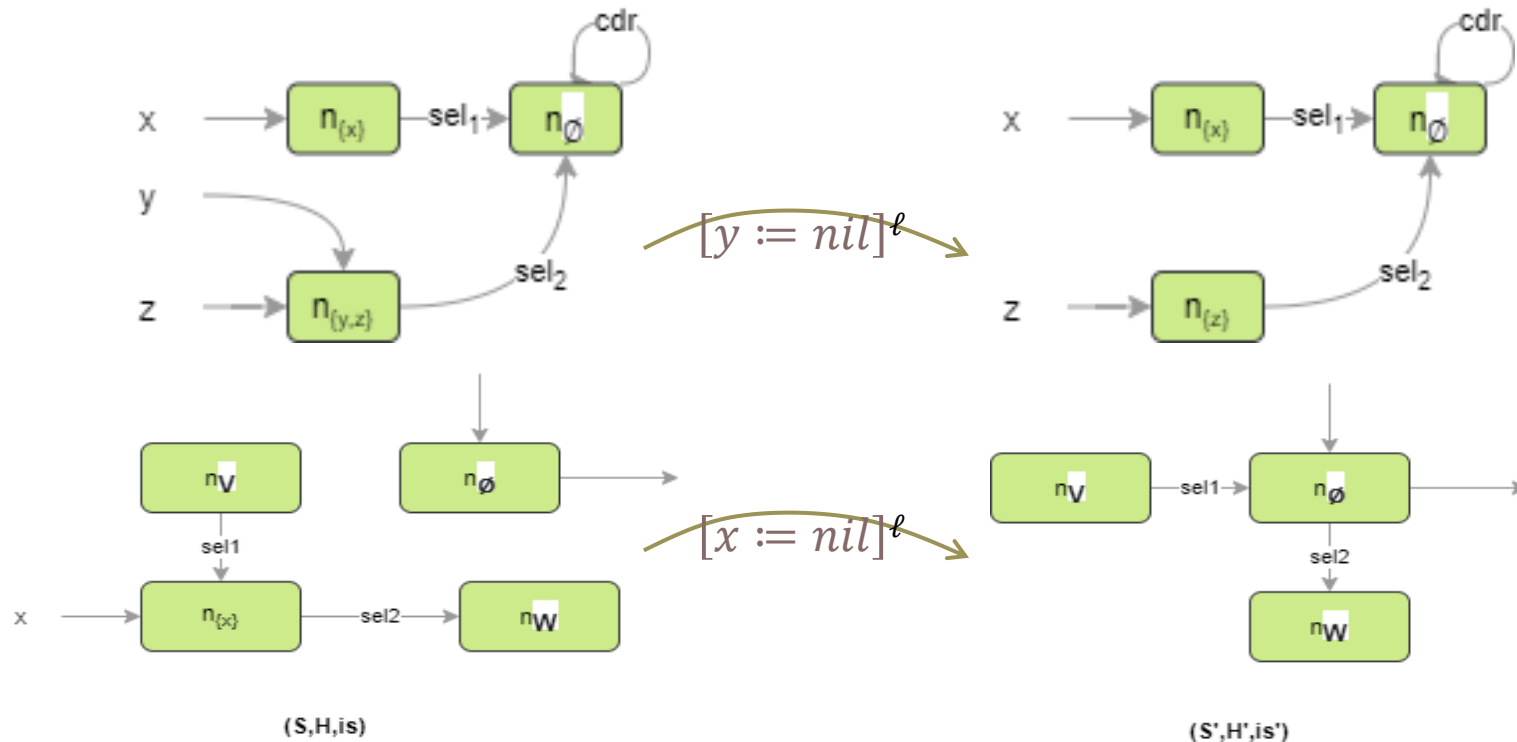 cdr
x n{x} sel1 n∅
y
[y := nil]ℓ
z n{y,z} sel2
cdr
x n{x} sel1 n∅
z n{z} sel2
nV n∅
sel1
x n{x} sel2 nW
[x := nil]ℓ
nV sel1 n∅
sel2
nW
(S,H,is)
(S',H',is')